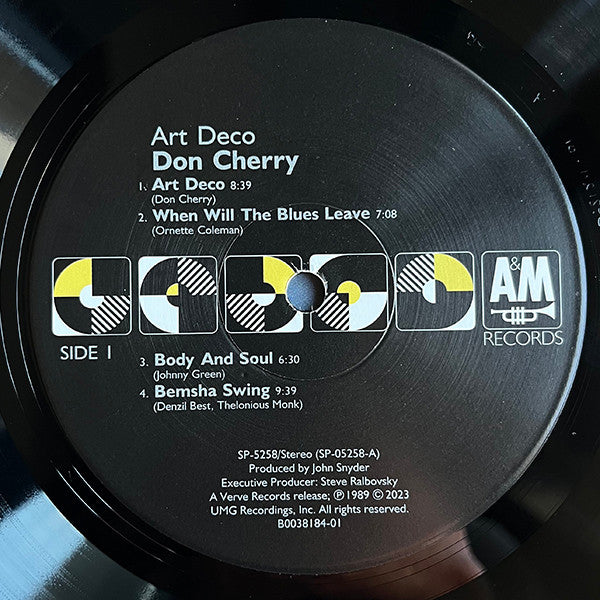 Art Deco
Don Cherry
1. Art Deco 8:39
(Don Cherry)
2. When Will The Blues Leave 7:08
(Ornette Coleman)
A&M
RECORDS
SIDE 1
3. Body And Soul 6:30
(Johnny Green)
4. Bemsha Swing 9:39
(Denzil Best, Thelonious Monk)
SP-5258/Stereo (SP-05258-A)
Produced by John Snyder
Executive Producer: Steve Ralbovsky
A Verve Records release; ℗ 1989 © 2023
UMG Recordings, Inc. All rights reserved.
B0038184-01